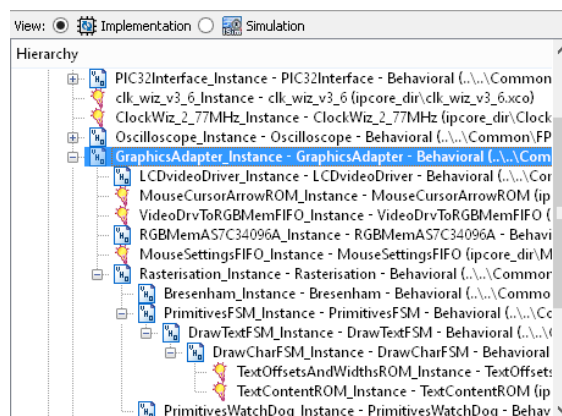 View: Implementation Simulation
Hierarchy
PIC32Interface_Instance - PIC32Interface - Behavioral (..\..\Common
clk_wiz_v3_6_Instance - clk_wiz_v3_6 (ipcore_dir\clk_wiz_v3_6.xco)
ClockWiz_2_77MHz_Instance - ClockWiz_2_77MHz (ipcore_dir\Clock
Oscilloscope_Instance - Oscilloscope - Behavioral (..\..\Common\FP
GraphicsAdapter_Instance - GraphicsAdapter - Behavioral (..\..\Com
LCDvideoDriver_Instance - LCDvideoDriver - Behavioral (..\..\Cor
MouseCursorArrowROM_Instance - MouseCursorArrowROM (ip
VideoDrvToRGBMemFIFO_Instance - VideoDrvToRGBMemFIFO (
RGBMemAS7C34096A_Instance - RGBMemAS7C34096A - Behavi
MouseSettingsFIFO_Instance - MouseSettingsFIFO (ipcore_dir\M
Rasterisation_Instance - Rasterisation - Behavioral (..\..\Common
Bresenham_Instance - Bresenham - Behavioral (..\..\Commo
PrimitivesFSM_Instance - PrimitivesFSM - Behavioral (..\..\Cc
DrawTextFSM_Instance - DrawTextFSM - Behavioral (..\..\(
DrawCharFSM_Instance - DrawCharFSM - Behavioral
TextOffsetsAndWidthsROM_Instance - TextOffsets
TextContentROM_Instance - TextContentROM (ip
PrimitivesWatchDog_Instance - PrimitivesWatchDog - Behav